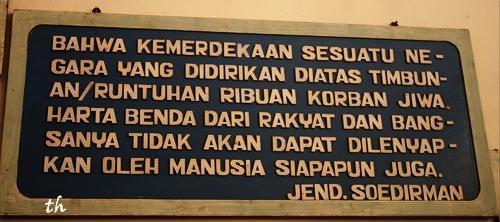 BAHWA KEMERDEKAAN SESUATU NE-
GARA YANG DIDIRIKAN DIATAS TIMBUN-
AN/RUNTUHAN RIBUAN KORBAN JIWA.
HARTA BENDA DARI RAKYAT DAN BANG-
SANYA TIDAK AKAN DAPAT DILENYAP-
KAN OLEH MANUSIA SIAPAPUN JUGA.
JEND. SOEDIRMAN
th